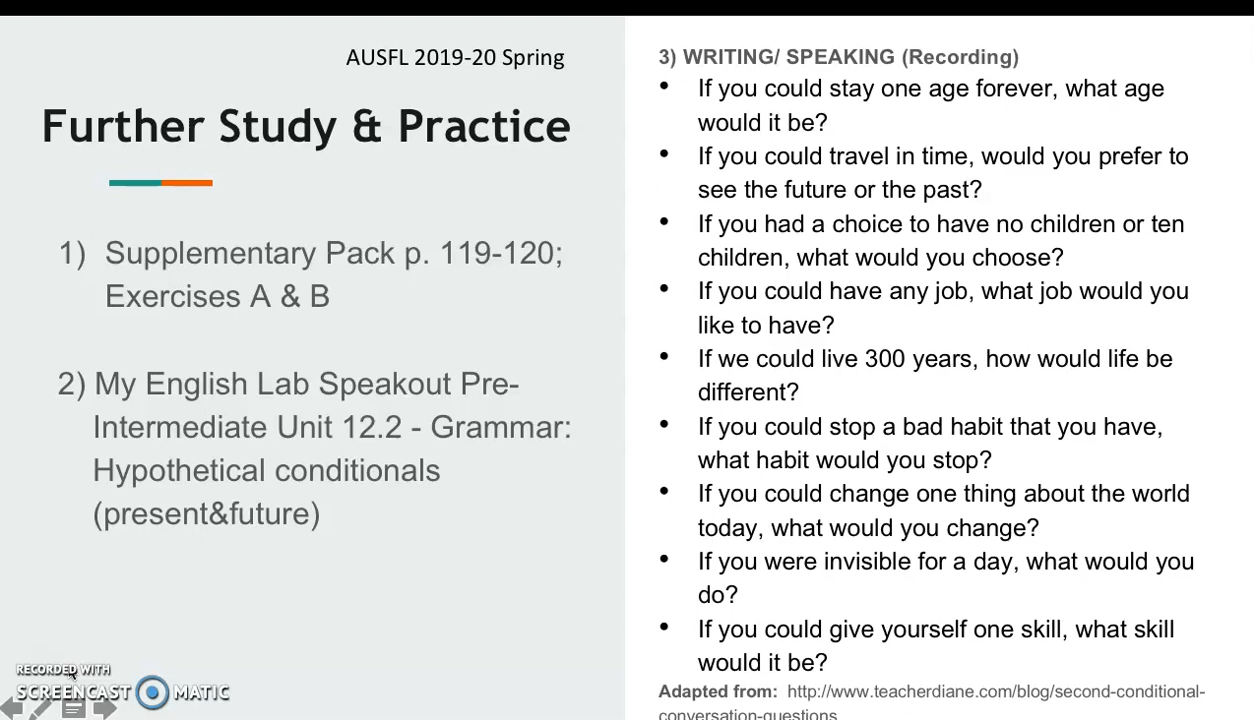 AUSFL 2019-20 Spring
Further Study & Practice
1) Supplementary Pack p. 119-120;
Exercises A & B
2) My English Lab Speakout Pre-
Intermediate Unit 12.2 - Grammar:
Hypothetical conditionals
(present&future)
RECORDED WITH
SCREENCAST MATIC
3) WRITING/ SPEAKING (Recording)
• If you could stay one age forever, what age
would it be?
• If you could travel in time, would you prefer to
see the future or the past?
• If you had a choice to have no children or ten
children, what would you choose?
• If you could have any job, what job would you
like to have?
• If we could live 300 years, how would life be
different?
• If you could stop a bad habit that you have,
what habit would you stop?
• If you could change one thing about the world
today, what would you change?
• If you were invisible for a day, what would you
do?
• If you could give yourself one skill, what skill
would it be?
Adapted from: http://www.teacherdiane.com/blog/second-conditional-
conversation-questions